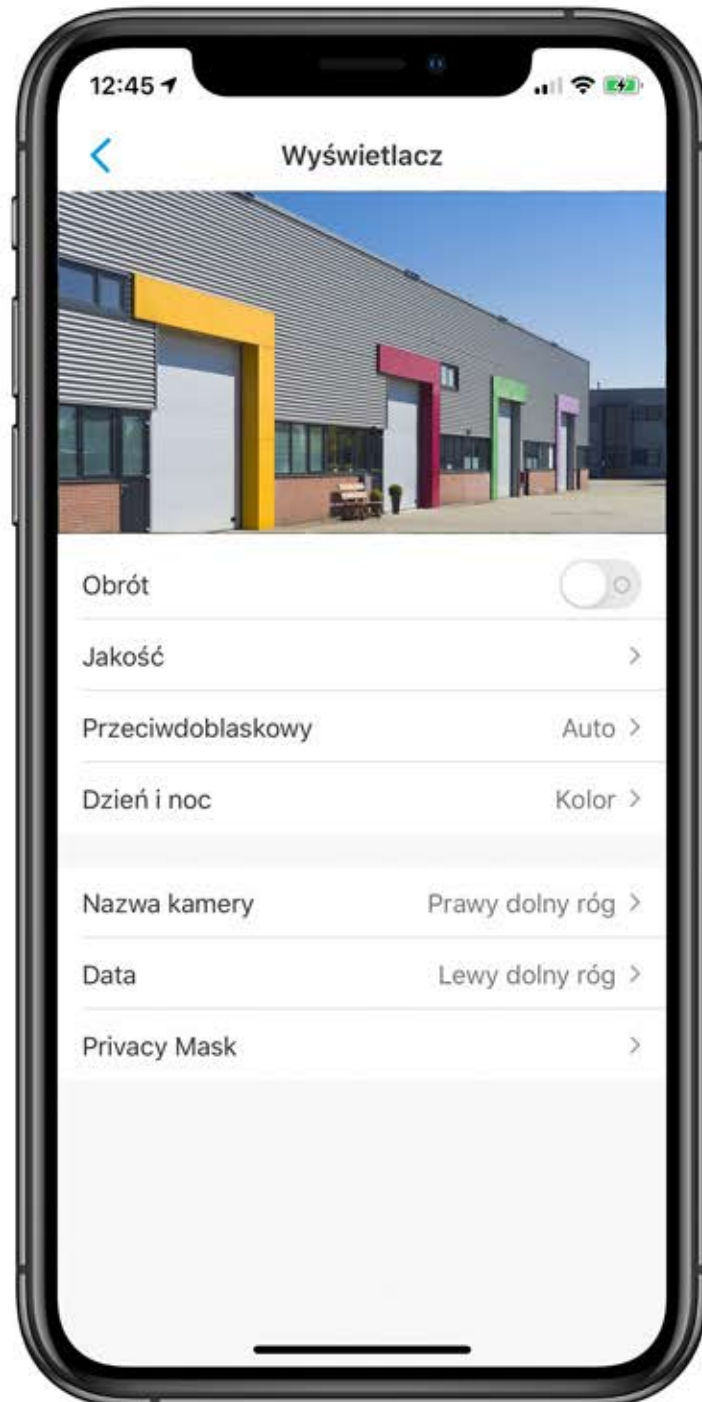 12:45
Wyświetlacz
Obrót
Jakość
Przeciwdoblaskowy Auto
Dzień i noc Kolor
Nazwa kamery Prawy dolny róg
Data Lewy dolny róg
Privacy Mask